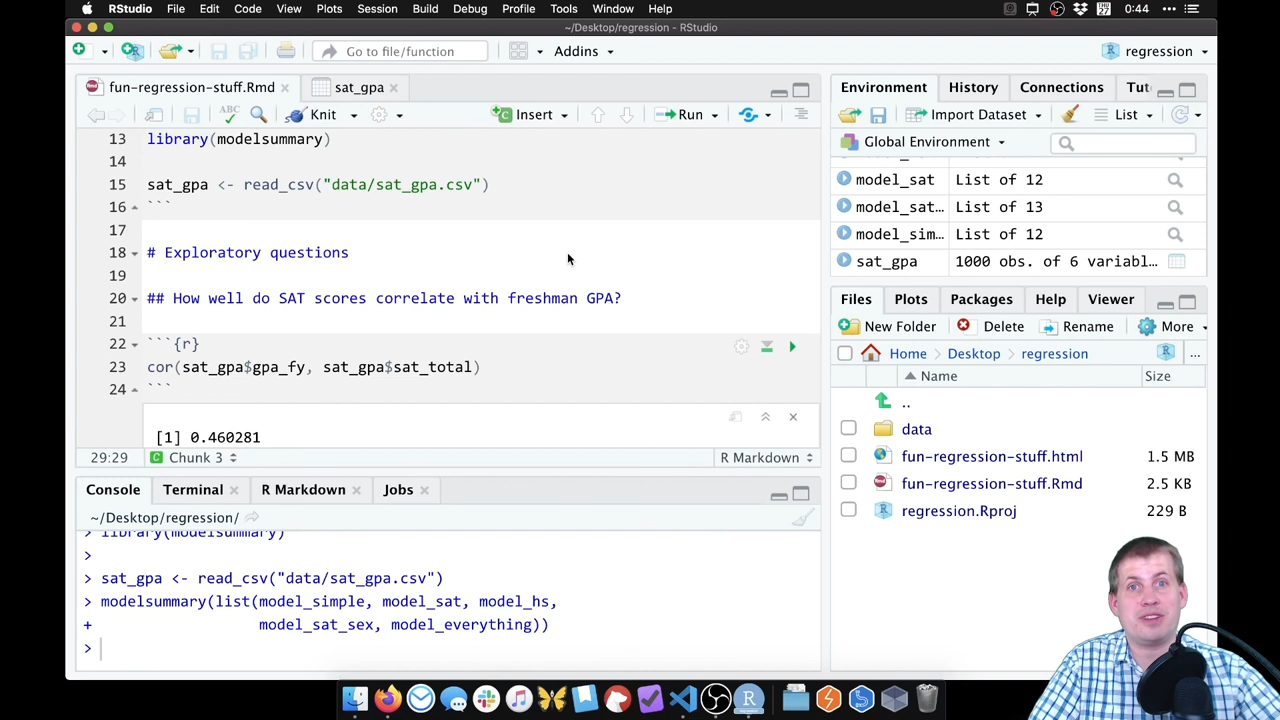 RStudio File Edit Code View Plots Session Build Debug Profile Tools Window Help THU 27 0:44
~/Desktop/regression - RStudio
Go to file/function Addins regression
fun-regression-stuff.Rmd sat_gpa
ABC Knit Insert Run
13 library(modelsummary)
14
15 sat_gpa <- read_csv("data/sat_gpa.csv")
16 ```
17
18 # Exploratory questions
19
20 ## How well do SAT scores correlate with freshman GPA?
21
22 ```{r}
23 cor(sat_gpa$gpa_fy, sat_gpa$sat_total)
24 ```
[1] 0.460281
29:29 C Chunk 3 R Markdown
Console Terminal R Markdown Jobs
~/Desktop/regression/
> library(modelsummary)
>
> sat_gpa <- read_csv("data/sat_gpa.csv")
> modelsummary(list(model_simple, model_sat, model_hs,
+ model_sat_sex, model_everything))
>
Environment History Connections Tut
Import Dataset List
Global Environment
model_sat List of 12
model_sat… List of 13
model_sim… List of 12
sat_gpa 1000 obs. of 6 variabl…
Files Plots Packages Help Viewer
New Folder Delete Rename More
Home Desktop regression R ...
Name Size
..
data
fun-regression-stuff.html 1.5 MB
fun-regression-stuff.Rmd 2.5 KB
regression.Rproj 229 B